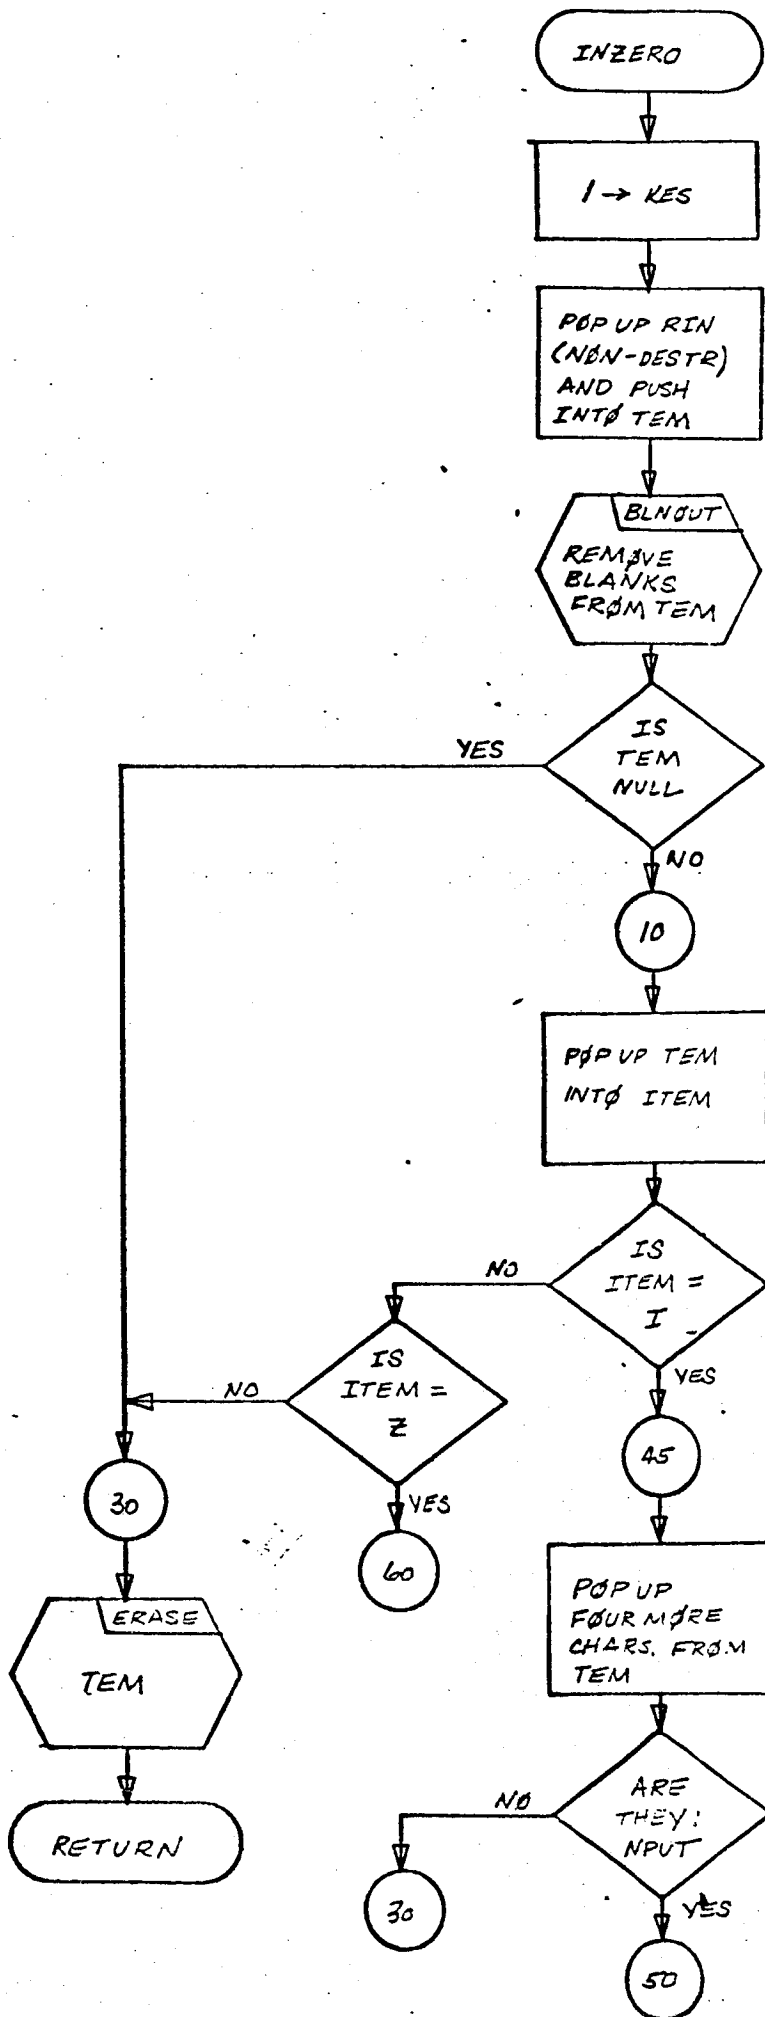 INZERO
1 → KES
PØP UP RIN
(NØN-DESTR)
AND PUSH
INTØ TEM
BLNØUT
REMØVE
BLANKS
FRØM TEM
IS
TEM
NULL
YES
NO
10
PØP UP TEM
INTØ ITEM
IS
ITEM =
I
NO
YES
IS
ITEM =
Z
NO
YES
45
30
60
ERASE
TEM
RETURN
PØP UP
FØUR MØRE
CHARS. FRØM
TEM
ARE
THEY:
NPUT
NØ
YES
30
50